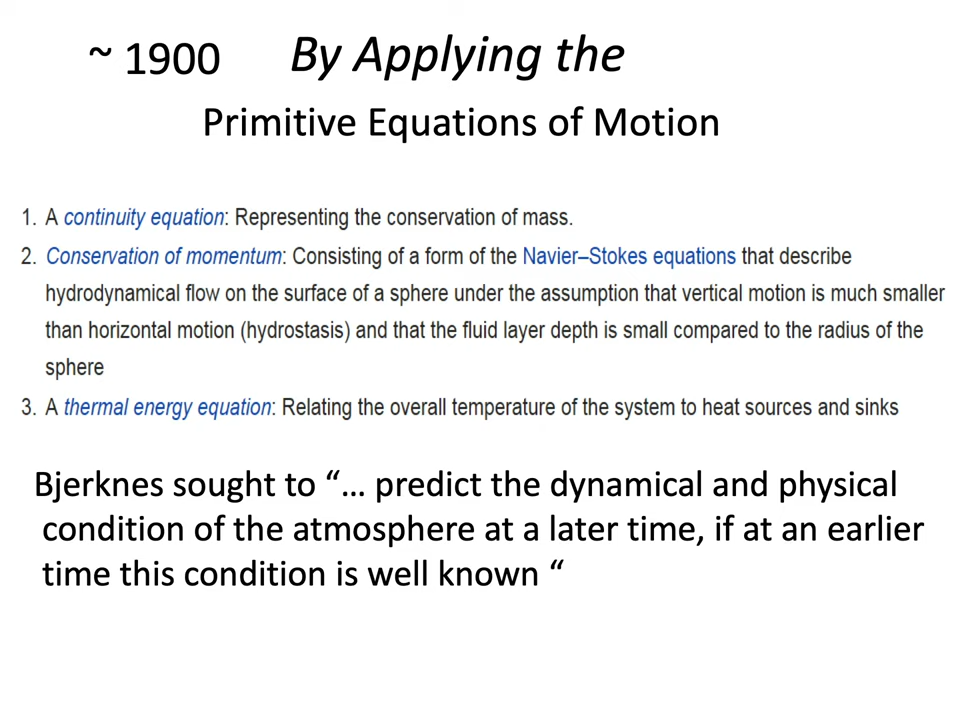 ~ 1900 By Applying the
Primitive Equations of Motion
1. A continuity equation: Representing the conservation of mass.
2. Conservation of momentum: Consisting of a form of the Navier–Stokes equations that describe
hydrodynamical flow on the surface of a sphere under the assumption that vertical motion is much smaller
than horizontal motion (hydrostasis) and that the fluid layer depth is small compared to the radius of the
sphere
3. A thermal energy equation: Relating the overall temperature of the system to heat sources and sinks
Bjerknes sought to “… predict the dynamical and physical
condition of the atmosphere at a later time, if at an earlier
time this condition is well known “